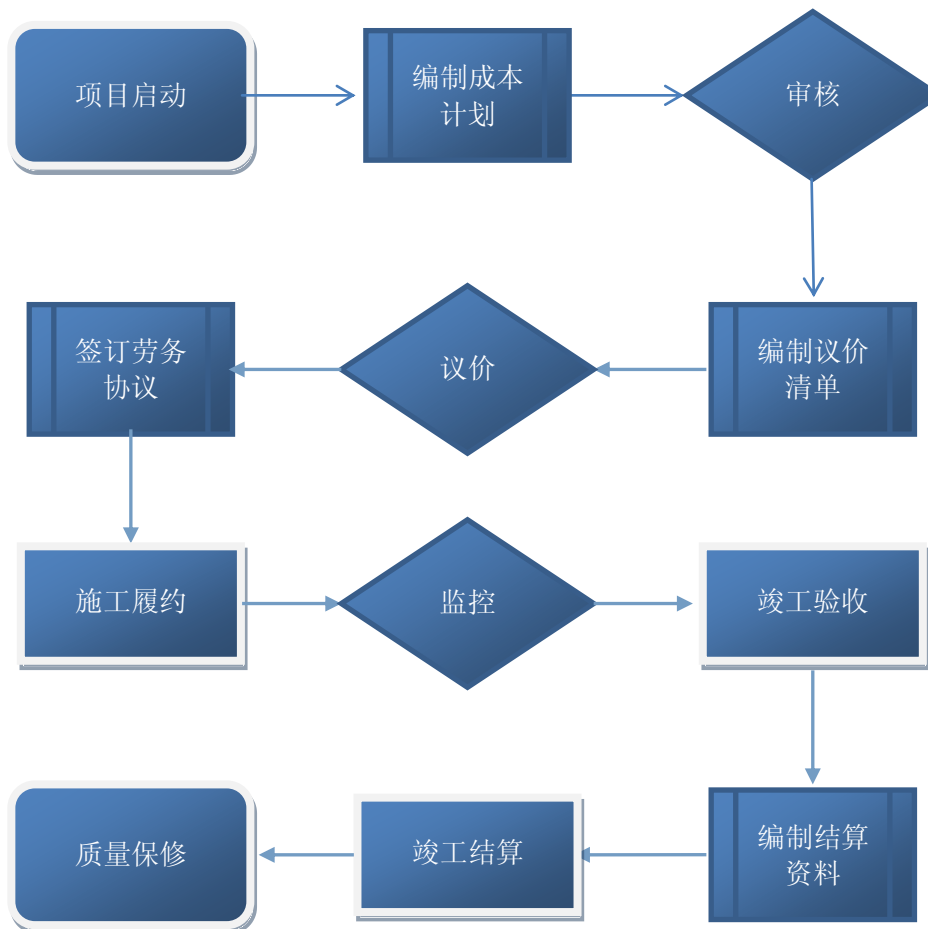 项目启动
编制成本
计划
审核
签订劳务
协议
议价
编制议价
清单
施工履约
监控
竣工验收
质量保修
竣工结算
编制结算
资料